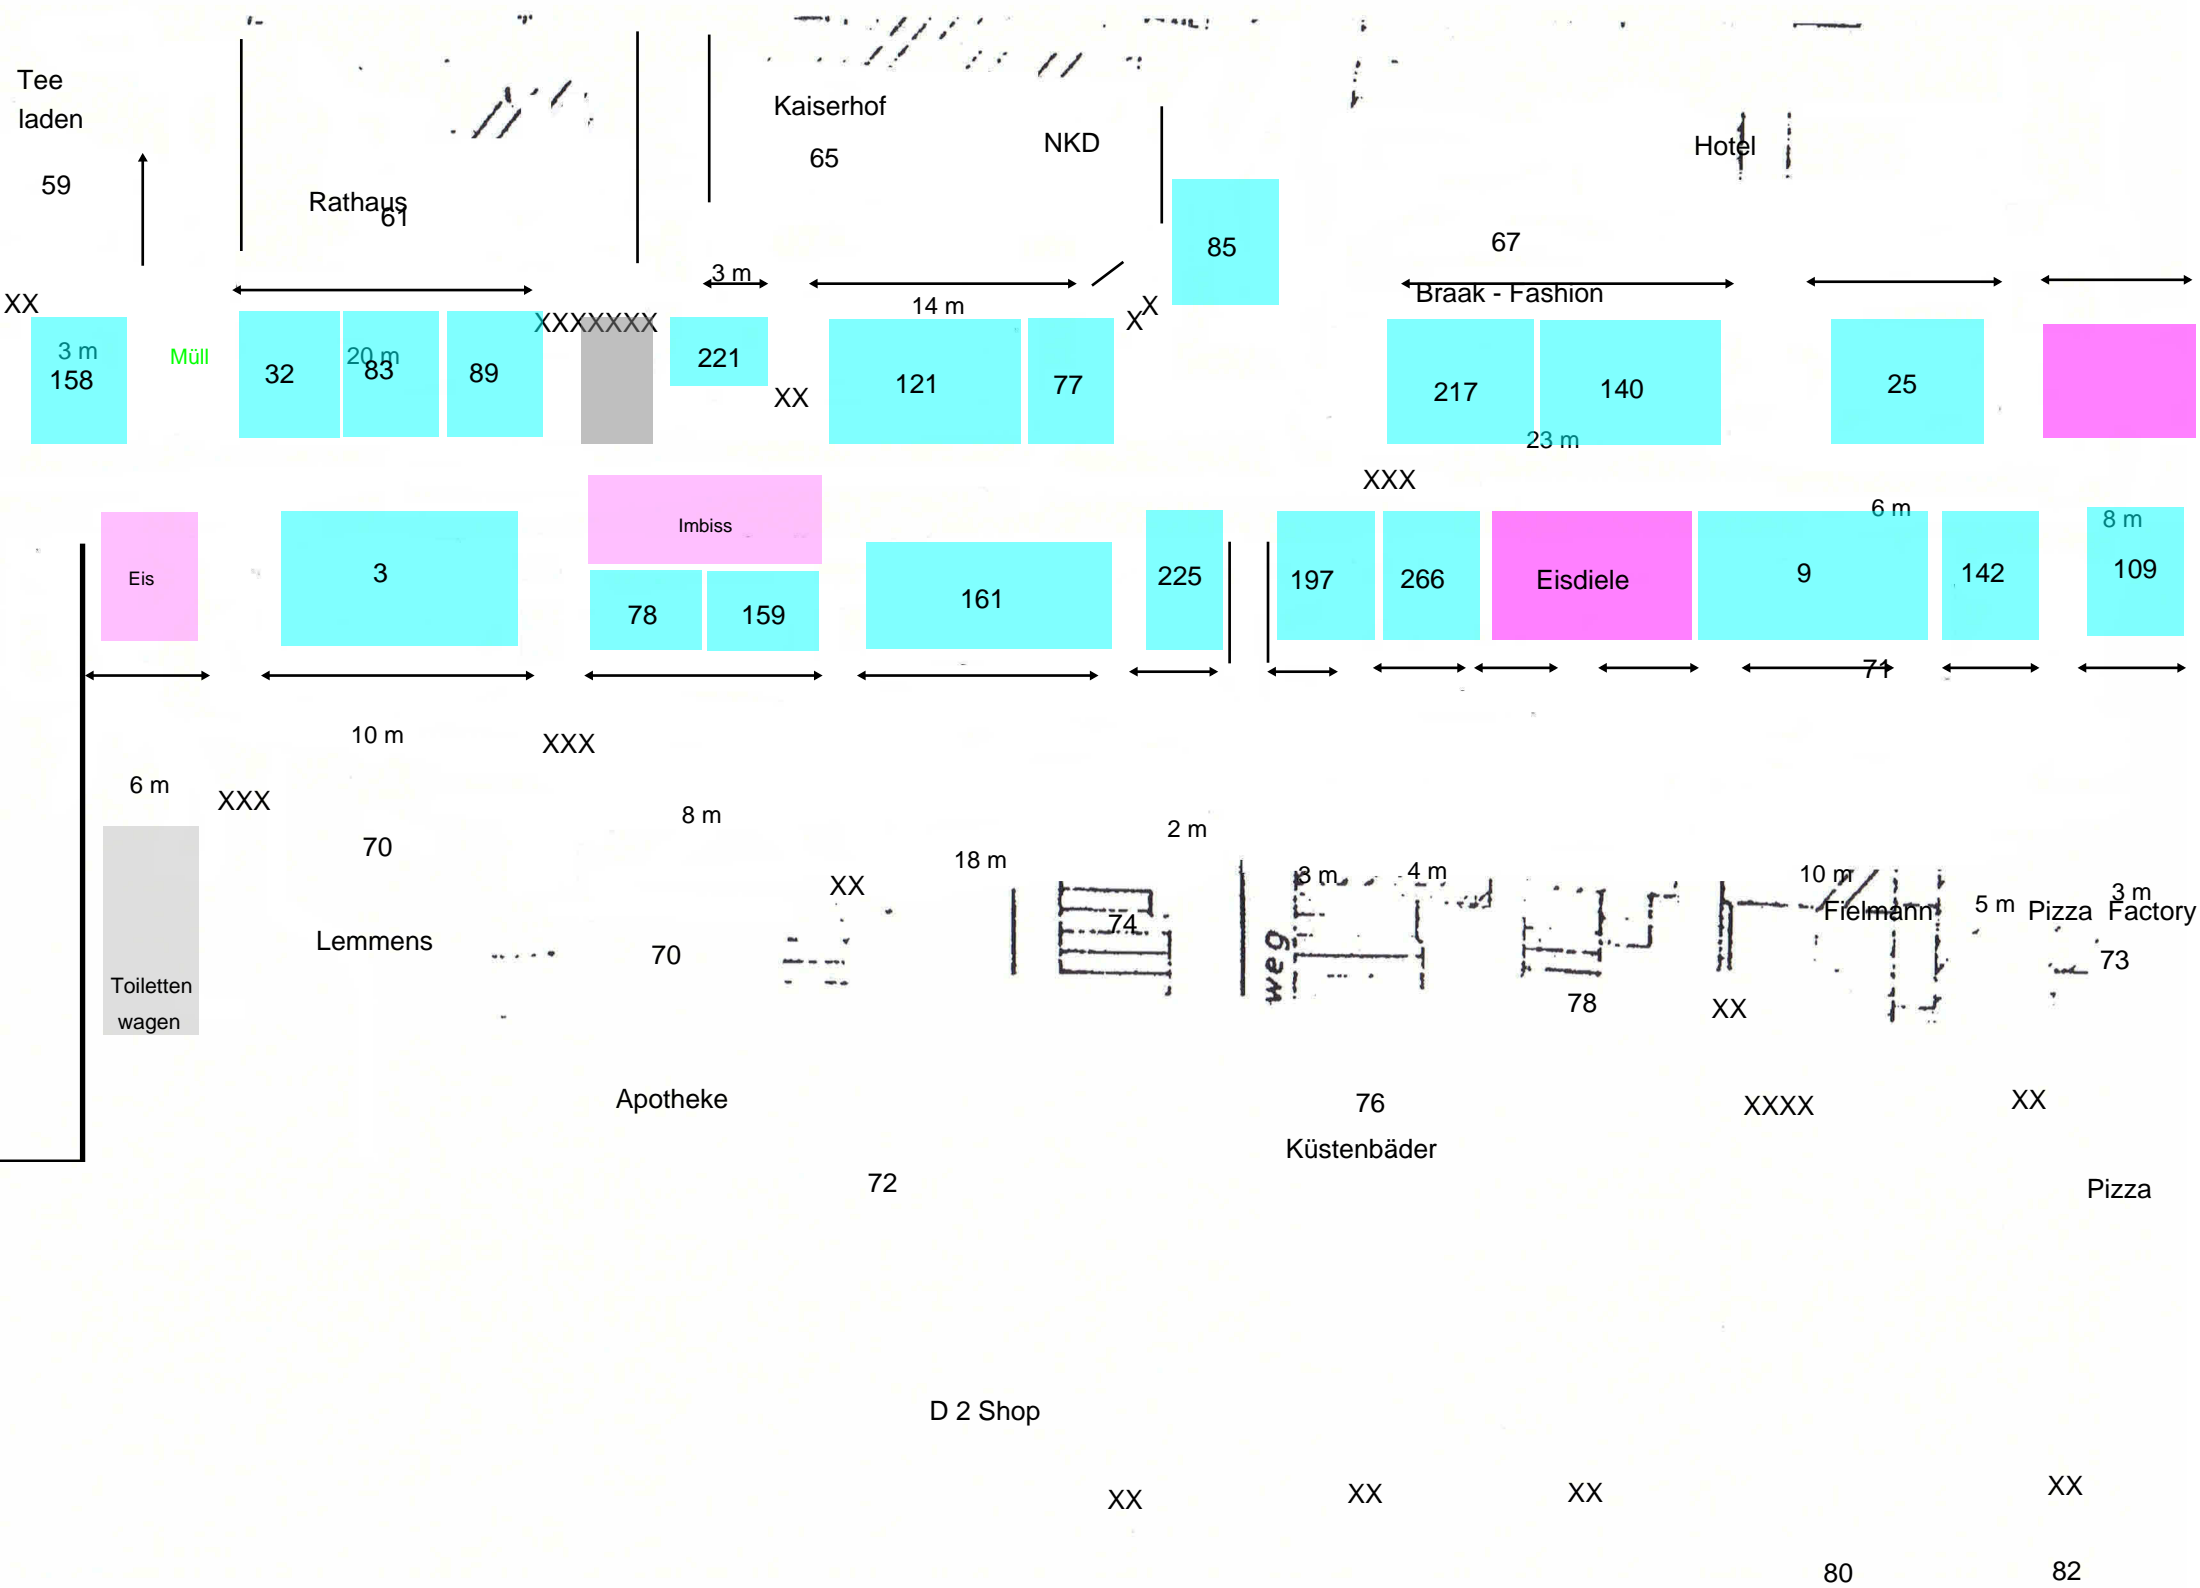 Tee
laden
59
Rathaus
61
Kaiserhof
65
NKD
Hotel
85
67
3 m
14 m
Braak - Fashion
XX
XXXXXXX
X
X
3 m
158
Müll
32
20 m
83
89
221
XX
121
77
217
140
25
23 m
XXX
6 m
8 m
Eis
3
Imbiss
78
159
161
225
197
266
Eisdiele
9
142
109
71
10 m
XXX
6 m
XXX
8 m
2 m
70
18 m
XX
3 m
4 m
10 m
3 m
74
Fielmann
5 m
Pizza Factory
Lemmens
70
weg
73
Toiletten
wagen
78
XX
Apotheke
76
XXXX
XX
Küstenbäder
72
Pizza
D 2 Shop
XX
XX
XX
XX
80
82